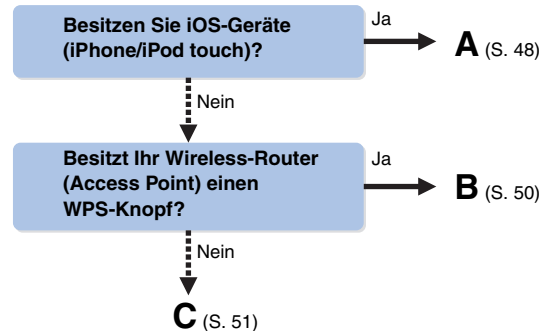 Besitzen Sie iOS-Geräte
(iPhone/iPod touch)?
Ja
A (S. 48)
Nein
Besitzt Ihr Wireless-Router
(Access Point) einen
WPS-Knopf?
Ja
B (S. 50)
Nein
C (S. 51)